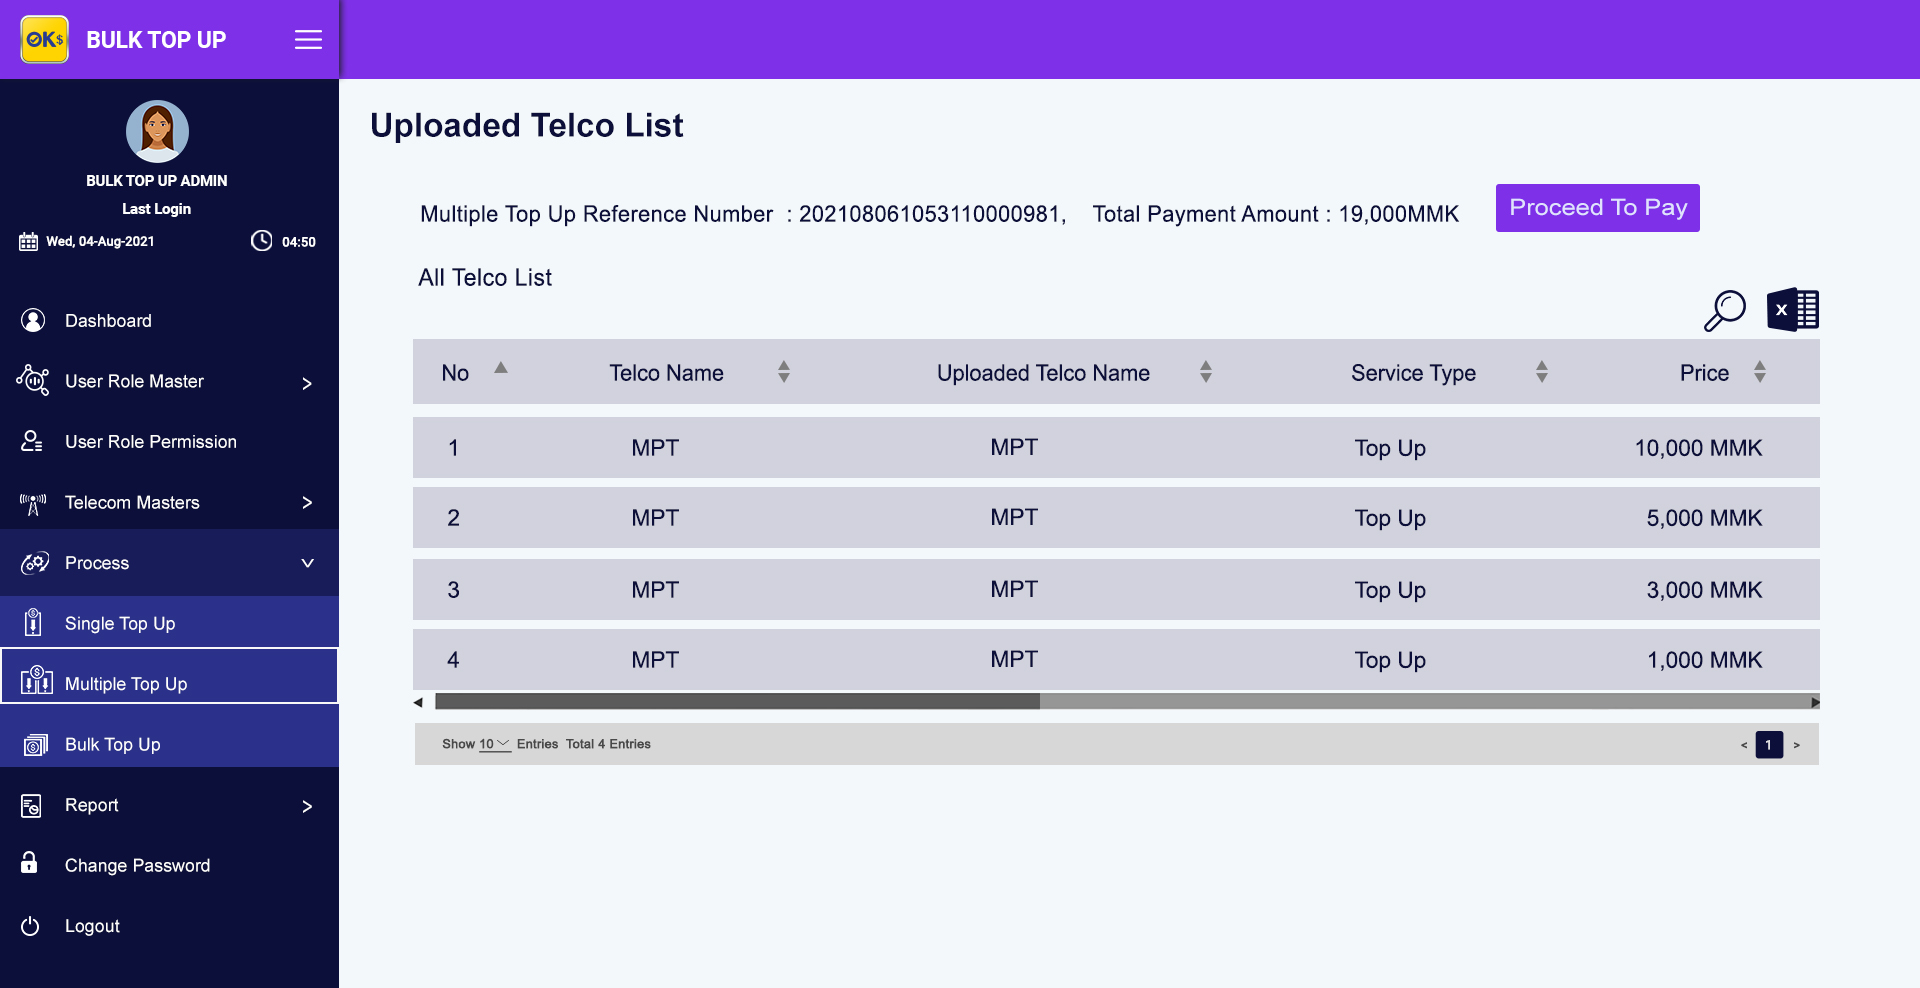 OK$ BULK TOP UP
BULK TOP UP ADMIN
Last Login
Wed, 04-Aug-2021 04:50
Dashboard
User Role Master >
User Role Permission
Telecom Masters >
Process
Single Top Up
Multiple Top Up
Bulk Top Up
Report >
Change Password
Logout
Uploaded Telco List
Multiple Top Up Reference Number : 202108061053110000981, Total Payment Amount : 19,000MMK Proceed To Pay
All Telco List
X
No Telco Name Uploaded Telco Name Service Type Price
1 MPT MPT Top Up 10,000 MMK
2 MPT MPT Top Up 5,000 MMK
3 MPT MPT Top Up 3,000 MMK
4 MPT MPT Top Up 1,000 MMK
Show 10 Entries Total 4 Entries < 1 >